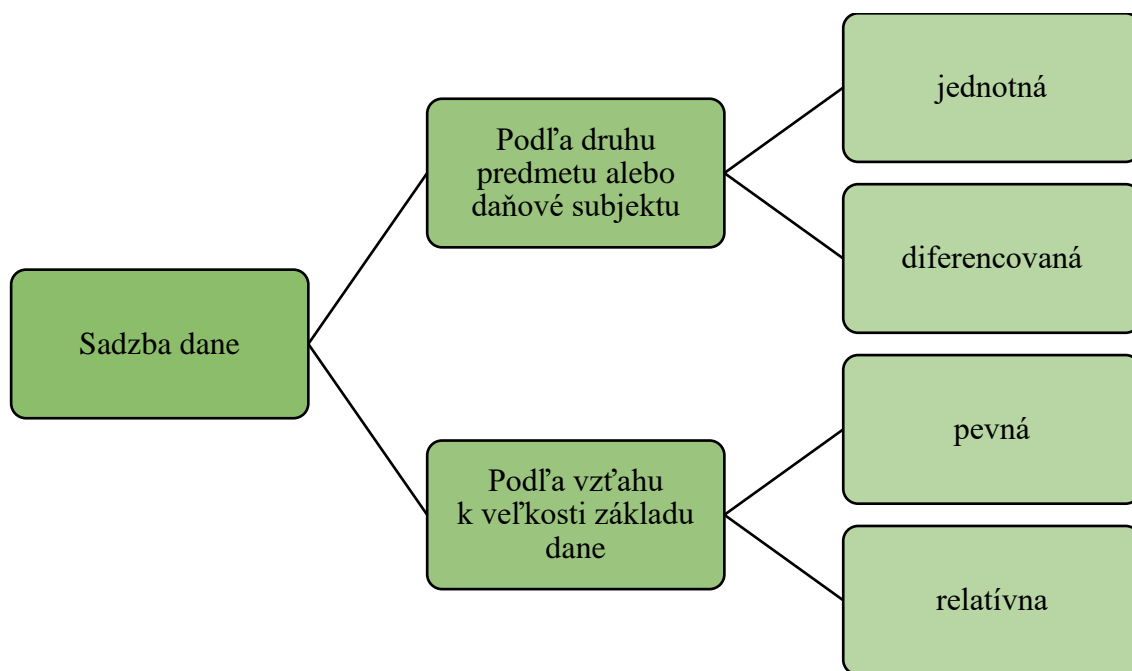 Sadzba dane
Podľa druhu
predmetu alebo
daňové subjektu
jednotná
diferencovaná
Podľa vzťahu
k veľkosti základu
dane
pevná
relatívna